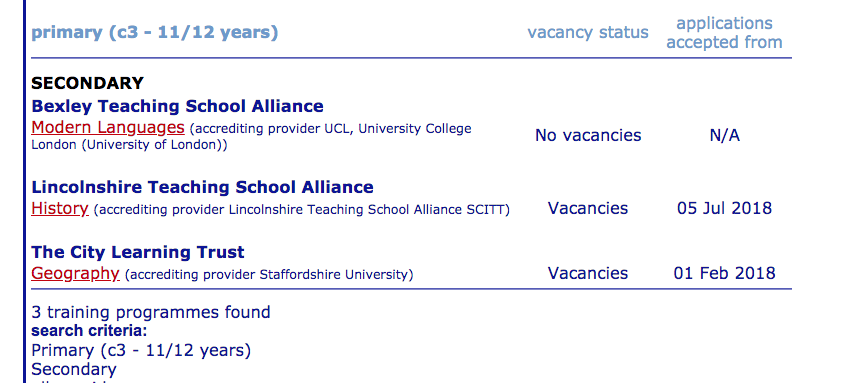 primary (c3 - 11/12 years) vacancy status applications accepted from
SECONDARY
Bexley Teaching School Alliance
Modern Languages (accrediting provider UCL, University College
London (University of London)) No vacancies N/A
Lincolnshire Teaching School Alliance
History (accrediting provider Lincolnshire Teaching School Alliance SCITT) Vacancies 05 Jul 2018
The City Learning Trust
Geography (accrediting provider Staffordshire University) Vacancies 01 Feb 2018
3 training programmes found
search criteria:
Primary (c3 - 11/12 years)
Secondary